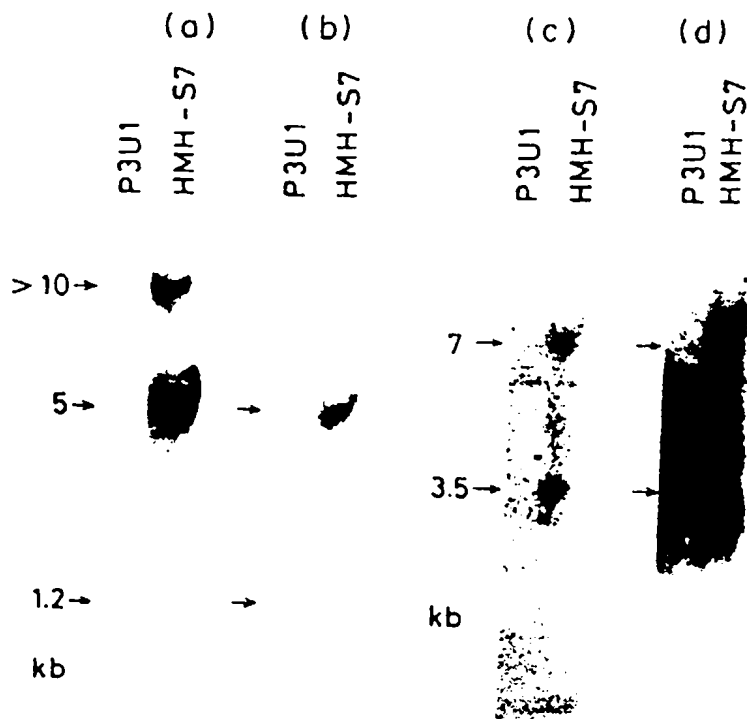 (a) (b) (c) (d)
P3U1
HMH-S7
P3U1
HMH-S7
P3U1
HMH-S7
P3U1
HMH-S7
> 10→
5→ →
1.2→ →
kb
7 → →
3.5→ →
kb